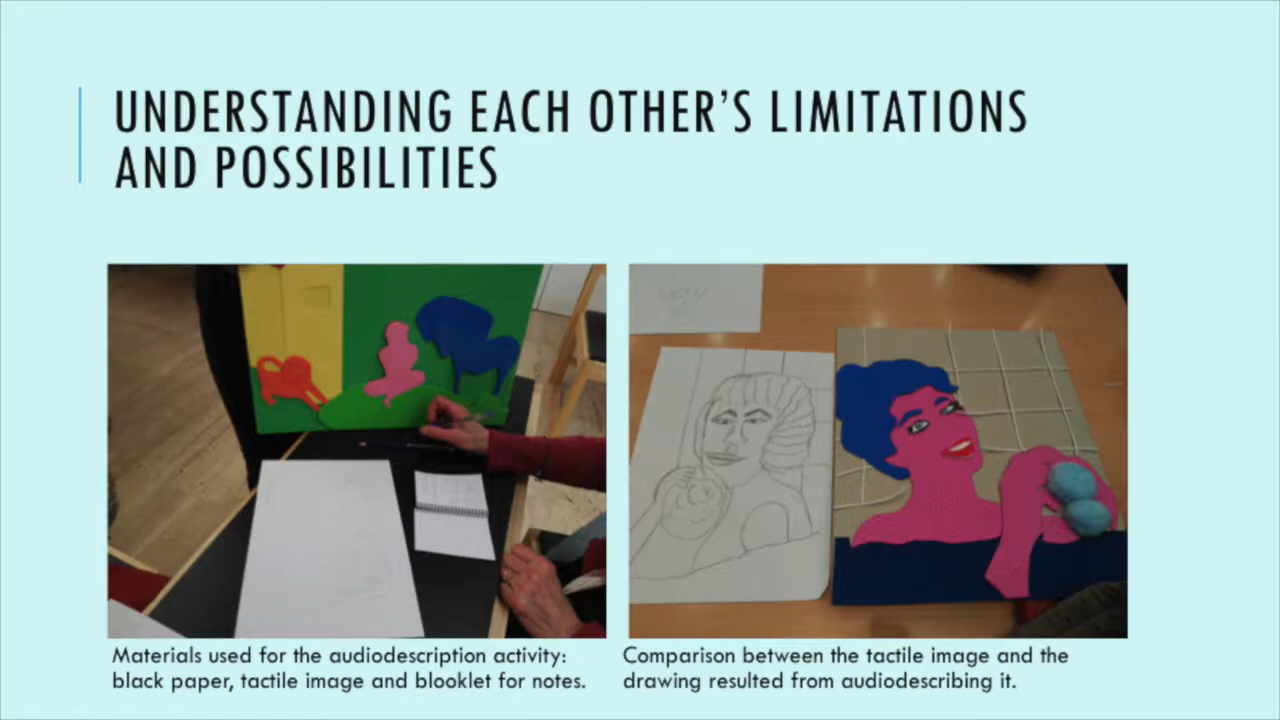 UNDERSTANDING EACH OTHER'S LIMITATIONS
AND POSSIBILITIES
Materials used for the audiodescription activity:
black paper, tactile image and blooklet for notes.
Comparison between the tactile image and the
drawing resulted from audiodescribing it.